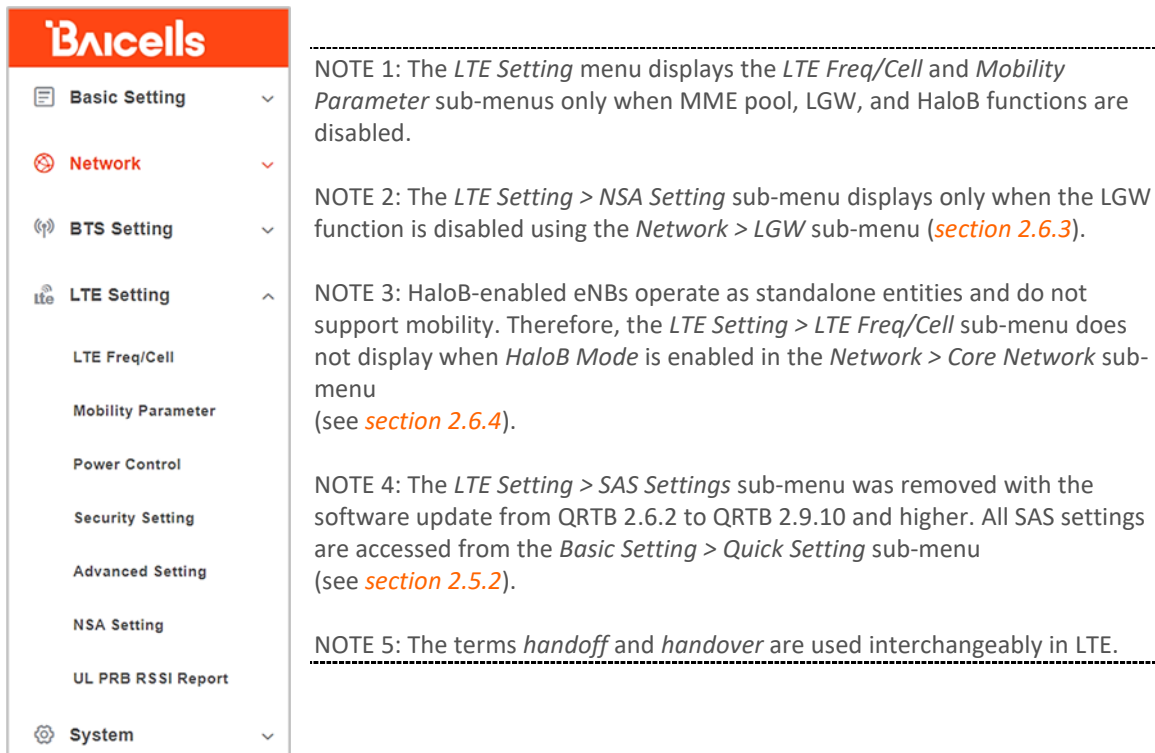 Baicells
Basic Setting
Network
BTS Setting
lte LTE Setting
LTE Freq/Cell
Mobility Parameter
Power Control
Security Setting
Advanced Setting
NSA Setting
UL PRB RSSI Report
System
NOTE 1: The LTE Setting menu displays the LTE Freq/Cell and Mobility
Parameter sub-menus only when MME pool, LGW, and HaloB functions are
disabled.
NOTE 2: The LTE Setting > NSA Setting sub-menu displays only when the LGW
function is disabled using the Network > LGW sub-menu (section 2.6.3).
NOTE 3: HaloB-enabled eNBs operate as standalone entities and do not
support mobility. Therefore, the LTE Setting > LTE Freq/Cell sub-menu does
not display when HaloB Mode is enabled in the Network > Core Network sub-
menu
(see section 2.6.4).
NOTE 4: The LTE Setting > SAS Settings sub-menu was removed with the
software update from QRTB 2.6.2 to QRTB 2.9.10 and higher. All SAS settings
are accessed from the Basic Setting > Quick Setting sub-menu
(see section 2.5.2).
NOTE 5: The terms handoff and handover are used interchangeably in LTE.